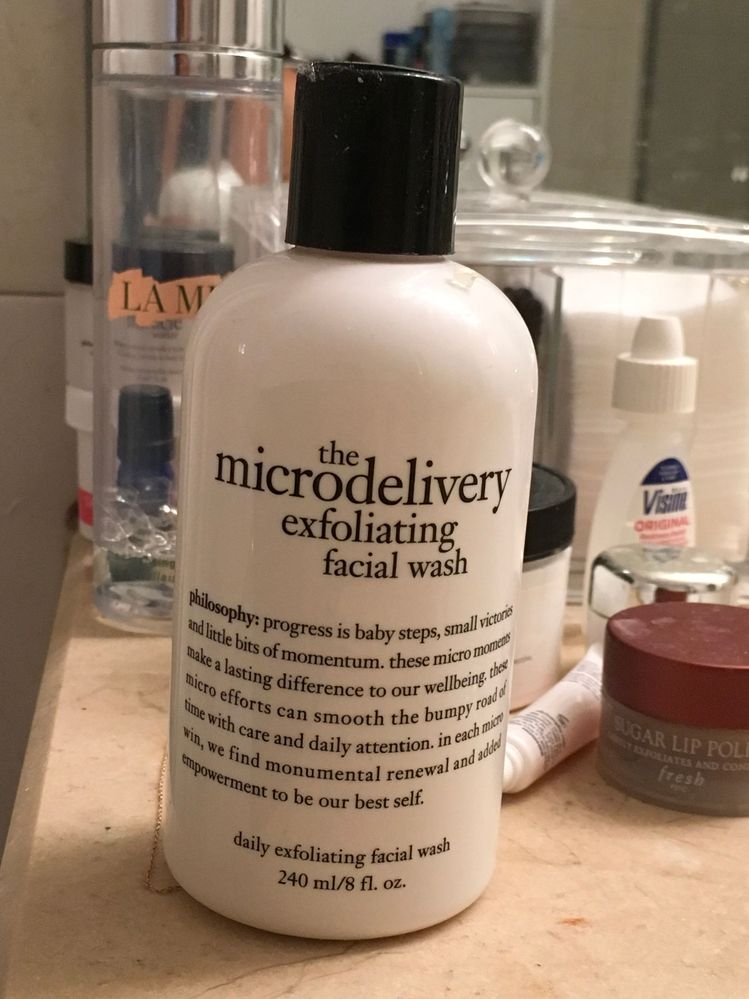 the
microdelivery
exfoliating
facial wash
philosophy: progress is baby steps, small victories
and little bits of momentum. these micro moments
make a lasting difference to our wellbeing. these
micro efforts can smooth the bumpy road of
time with care and daily attention. in each micro
win, we find monumental renewal and added
empowerment to be our best self.
daily exfoliating facial wash
240 ml/8 fl. oz.
LA
Visine
ORIGINAL
SUGAR LIP
fresh